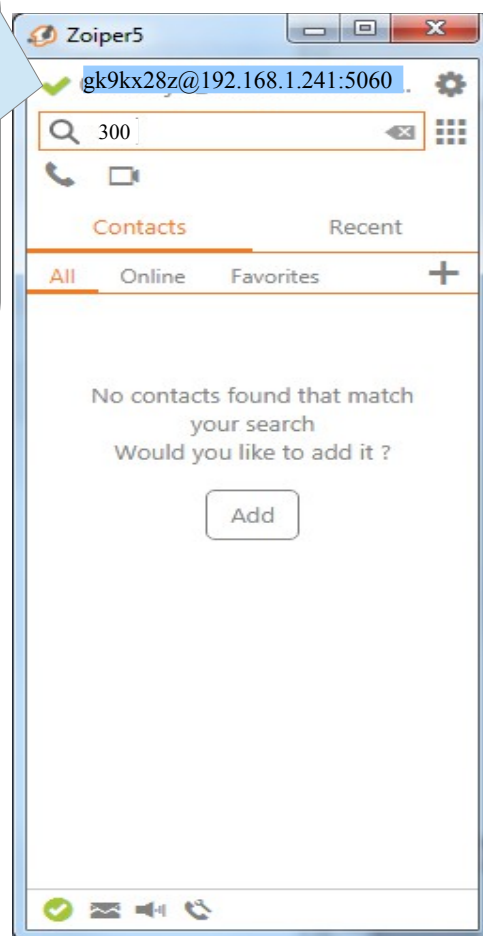 Zoiper5
gk9kx28z@192.168.1.241:5060
300
Contacts Recent
All Online Favorites
No contacts found that match
your search
Would you like to add it ?
Add